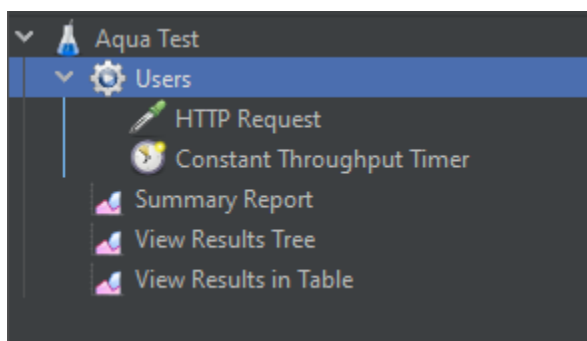 Aqua Test
Users
HTTP Request
Constant Throughput Timer
Summary Report
View Results Tree
View Results in Table